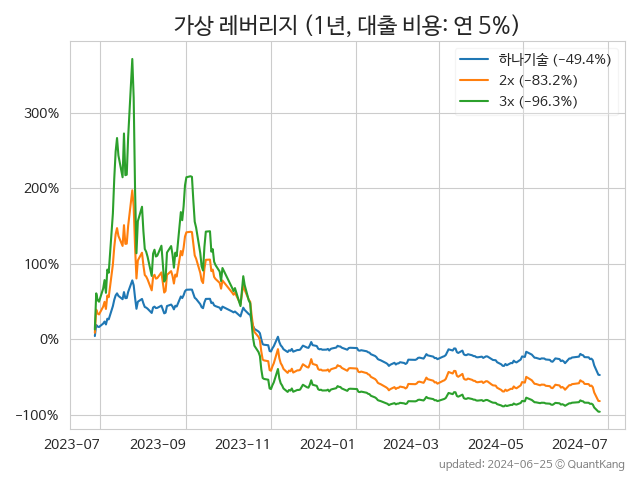 가상 레버리지 (1년, 대출 비용: 연 5%)
하나기술 (−49.4%)
2x (−83.2%)
3x (−96.3%)
300%
200%
100%
0%
−100%
2023-07 2023-09 2023-11 2024-01 2024-03 2024-05 2024-07
updated: 2024-06-25 © QuantKang